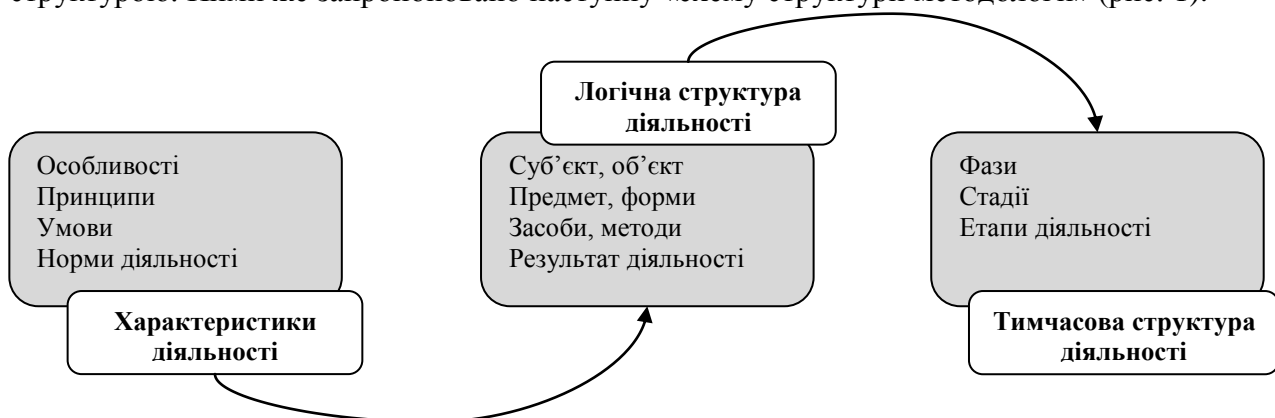 структурою. Ними же запропоновано наступну «схему структури методології» (рис. 1).
Логічна структура
діяльності
Особливості
Принципи
Умови
Норми діяльності
Суб’єкт, об’єкт
Предмет, форми
Засоби, методи
Результат діяльності
Фази
Стадії
Етапи діяльності
Характеристики
діяльності
Тимчасова структура
діяльності